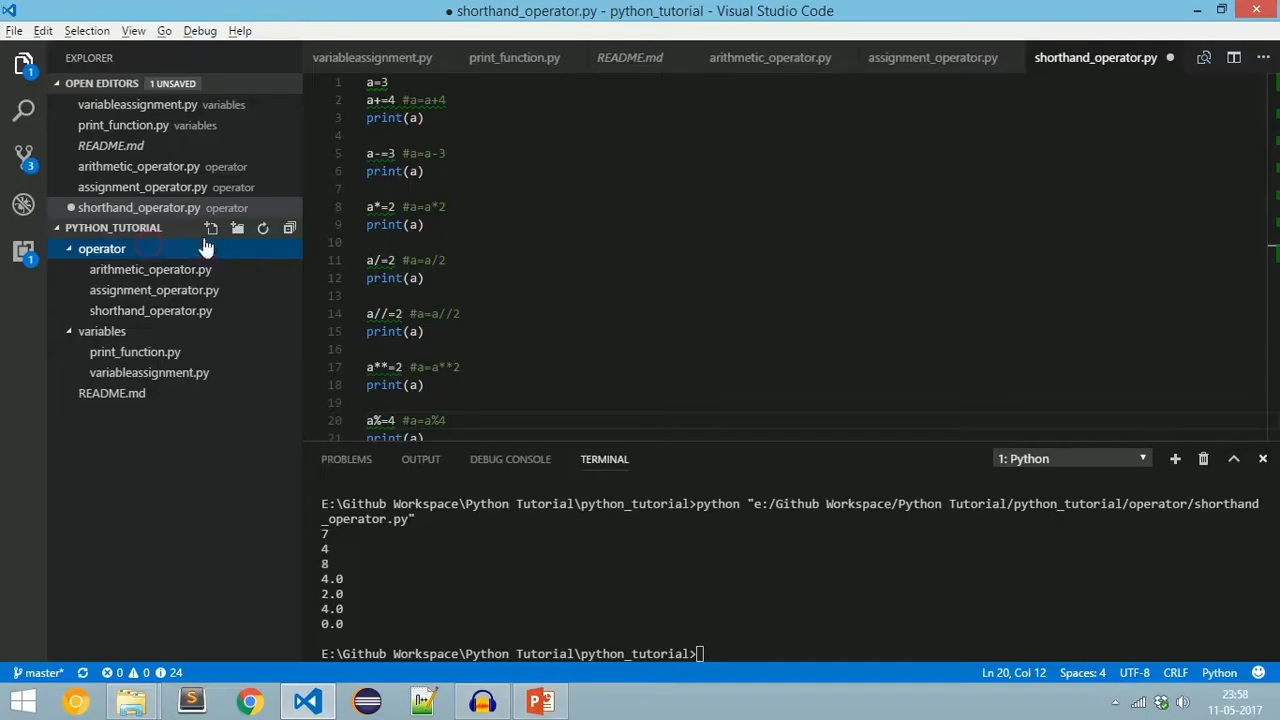 ● shorthand_operator.py - python_tutorial - Visual Studio Code
File Edit Selection View Go Debug Help
EXPLORER
variableassignment.py print_function.py README.md arithmetic_operator.py assignment_operator.py shorthand_operator.py ●
OPEN EDITORS 1 UNSAVED
variableassignment.py variables
print_function.py variables
README.md
arithmetic_operator.py operator
assignment_operator.py operator
● shorthand_operator.py operator
PYTHON_TUTORIAL
operator
arithmetic_operator.py
assignment_operator.py
shorthand_operator.py
variables
print_function.py
variableassignment.py
README.md
1
3
1
1 a=3
2 a+=4 #a=a+4
3 print(a)
4
5 a-=3 #a=a-3
6 print(a)
7
8 a*=2 #a=a*2
9 print(a)
10
11 a/=2 #a=a/2
12 print(a)
13
14 a//=2 #a=a//2
15 print(a)
16
17 a**=2 #a=a**2
18 print(a)
19
20 a%=4 #a=a%4
21 print(a)
PROBLEMS OUTPUT DEBUG CONSOLE TERMINAL 1: Python
E:\Github Workspace\Python Tutorial\python_tutorial>python "e:/Github Workspace/Python Tutorial/python_tutorial/operator/shorthand
_operator.py"
7
4
8
4.0
2.0
4.0
0.0
E:\Github Workspace\Python Tutorial\python_tutorial>
master* 0 0 24 Ln 20, Col 12 Spaces: 4 UTF-8 CRLF Python
23:58
11-05-2017